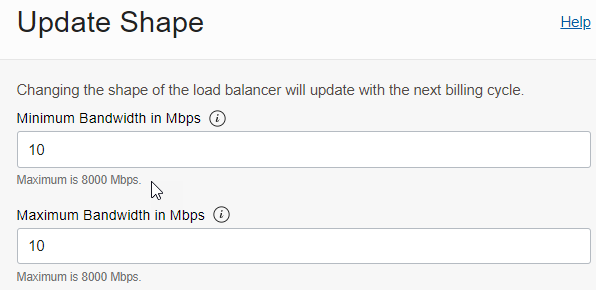 Update Shape
Help
Changing the shape of the load balancer will update with the next billing cycle.
Minimum Bandwidth in Mbps i
10
Maximum is 8000 Mbps.
Maximum Bandwidth in Mbps i
10
Maximum is 8000 Mbps.